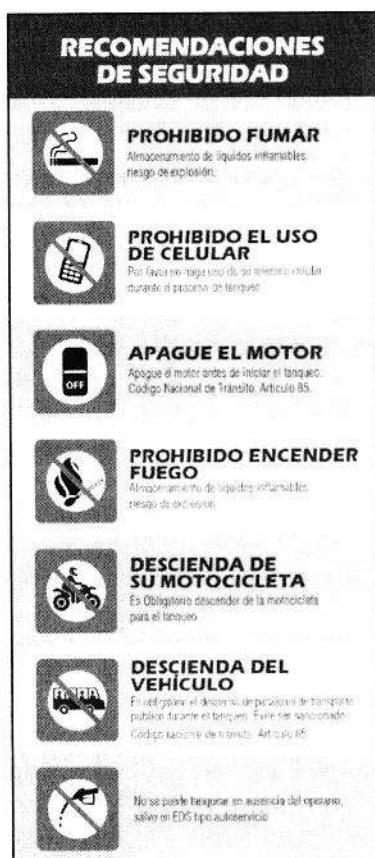 RECOMENDACIONES
DE SEGURIDAD
PROHIBIDO FUMAR
Almacenamiento de líquidos inflamables,
riesgo de explosión.
PROHIBIDO EL USO
DE CELULAR
Por favor no haga uso de su teléfono celular
durante el proceso de tanqueo
APAGUE EL MOTOR
OFF
Apague el motor antes de iniciar el tanqueo.
Código Nacional de Tránsito. Artículo 85.
PROHIBIDO ENCENDER
FUEGO
Almacenamiento de líquidos inflamables,
riesgo de explosión
DESCIENDA DE
SU MOTOCICLETA
Es Obligatorio descender de la motocicleta
para el tanqueo
DESCIENDA DEL
VEHÍCULO
Es obligatorio el descenso de pasajeros de transporte
público durante el tanqueo. Evite ser sancionado.
Código nacional de tránsito. Artículo 85
No se puede tanquear en ausencia del operario,
salvo en EDS tipo autoservicio